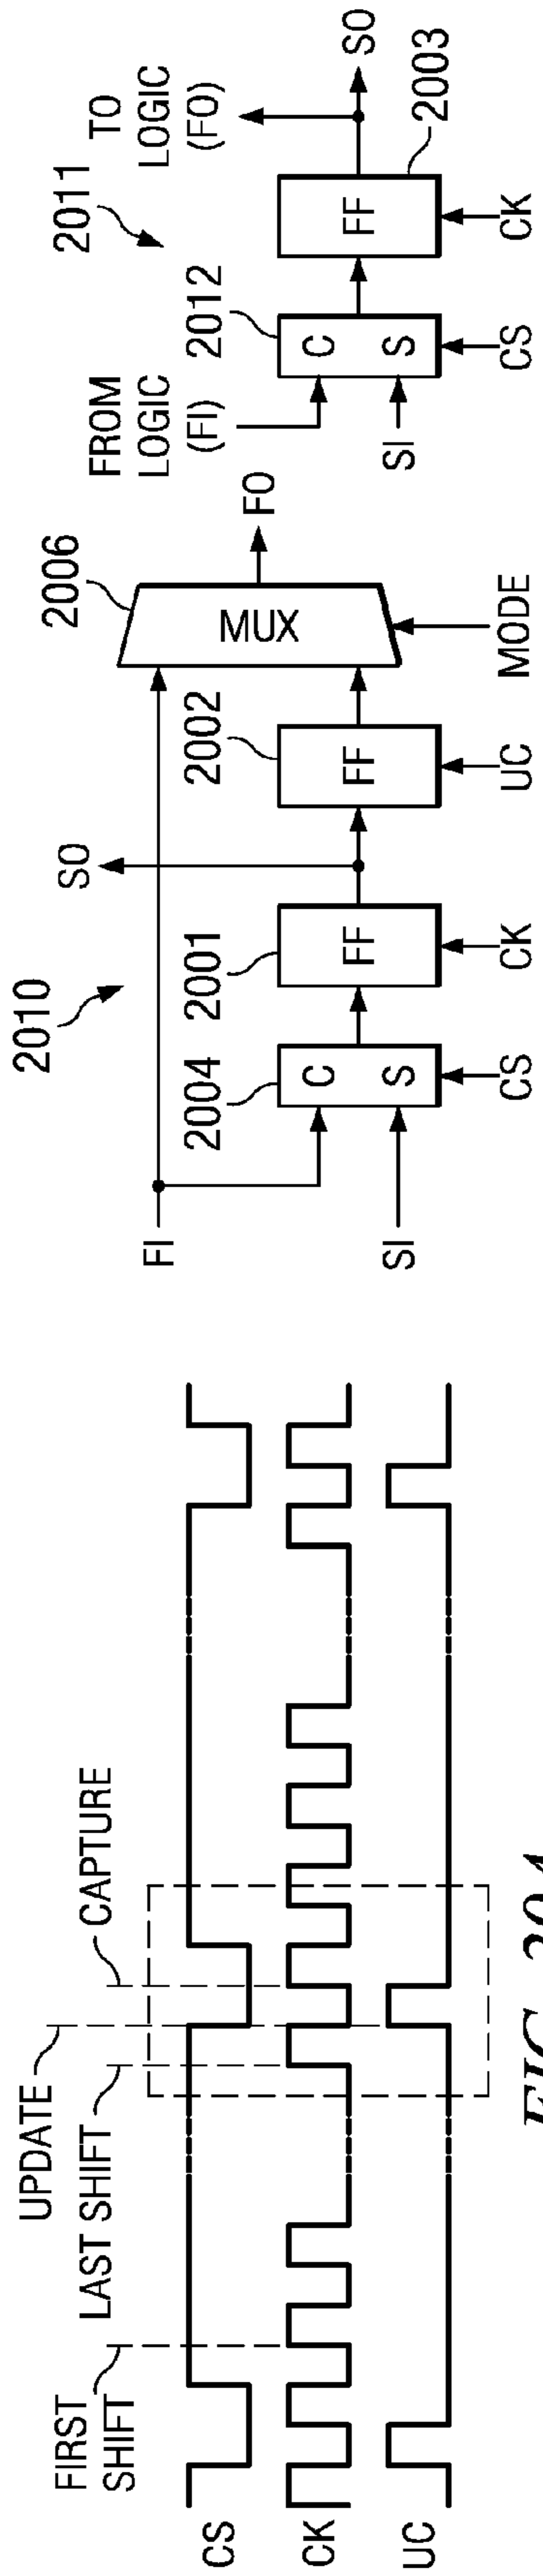 FIRST
SHIFT
LAST SHIFT
UPDATE
CAPTURE
CS
CK
UC
2010
SO
FI
2004
C
S
SI
CS
2001
FF
CK
2002
FF
UC
2006
MUX
MODE
FO
2011
FROM
LOGIC
(FI)
2012
C
S
SI
CS
TO
LOGIC
(FO)
FF
SO
2003
CK